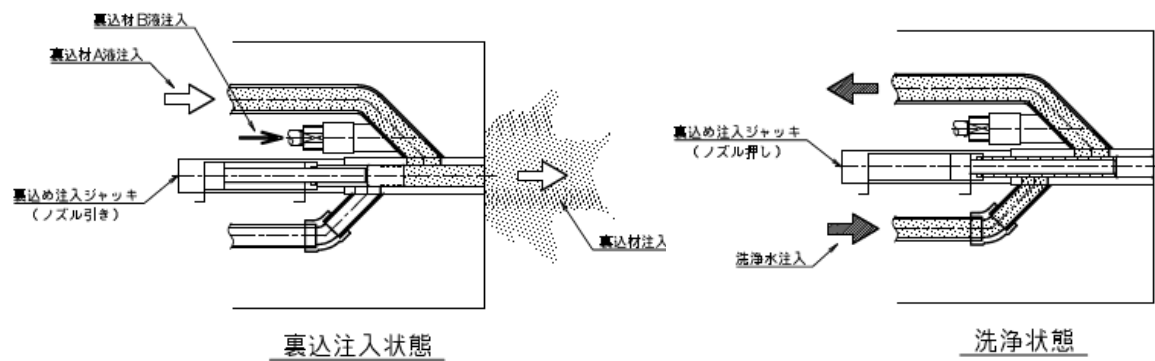 裏込材B液注入
裏込材A液注入
裏込め注入ジャッキ
(ノズル引き)
裏込材注入
裏込注入状態
裏込め注入ジャッキ
(ノズル押し)
洗浄水注入
洗浄状態